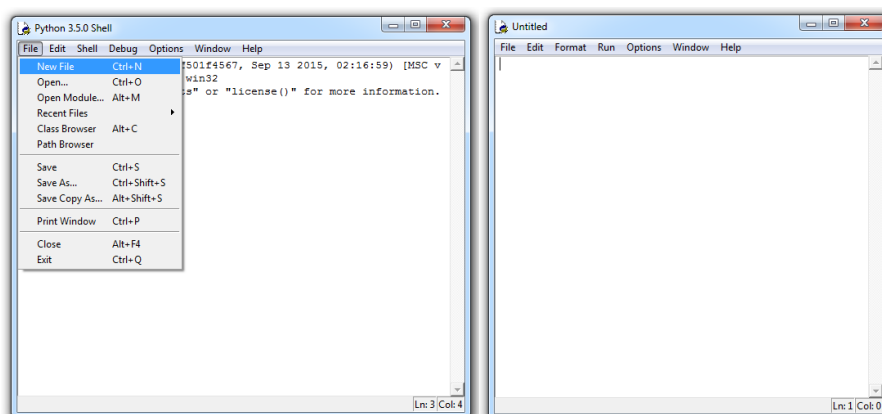 Python 3.5.0 Shell
File Edit Shell Debug Options Window Help
501f4567, Sep 13 2015, 02:16:59) [MSC v
win32
s" or "license()" for more information.
New File Ctrl+N
Open... Ctrl+O
Open Module... Alt+M
Recent Files
Class Browser Alt+C
Path Browser
Save Ctrl+S
Save As... Ctrl+Shift+S
Save Copy As... Alt+Shift+S
Print Window Ctrl+P
Close Alt+F4
Exit Ctrl+Q
Ln: 3 Col: 4
Untitled
File Edit Format Run Options Window Help
Ln: 1 Col: 0